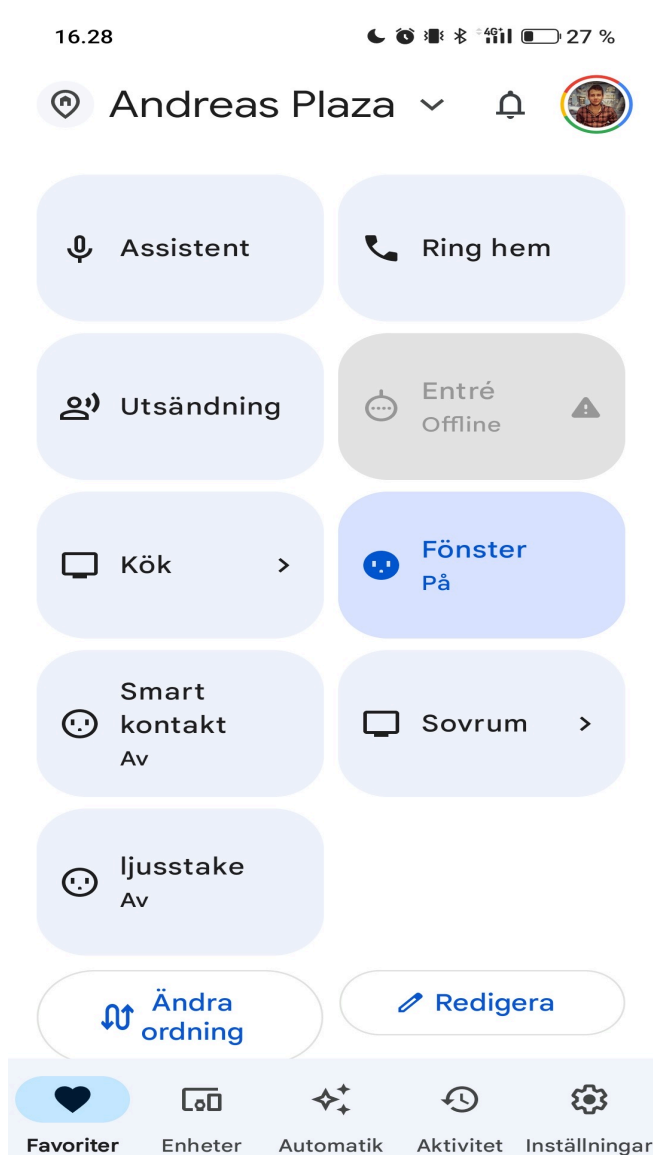 16.28
4G+
27 %
Andreas Plaza
Assistent
Ring hem
Utsändning
Entré
Offline
Kök
Fönster
På
Smart
kontakt
Av
Sovrum
ljusstake
Av
Ändra
ordning
Redigera
Favoriter
Enheter
Automatik
Aktivitet
Inställningar